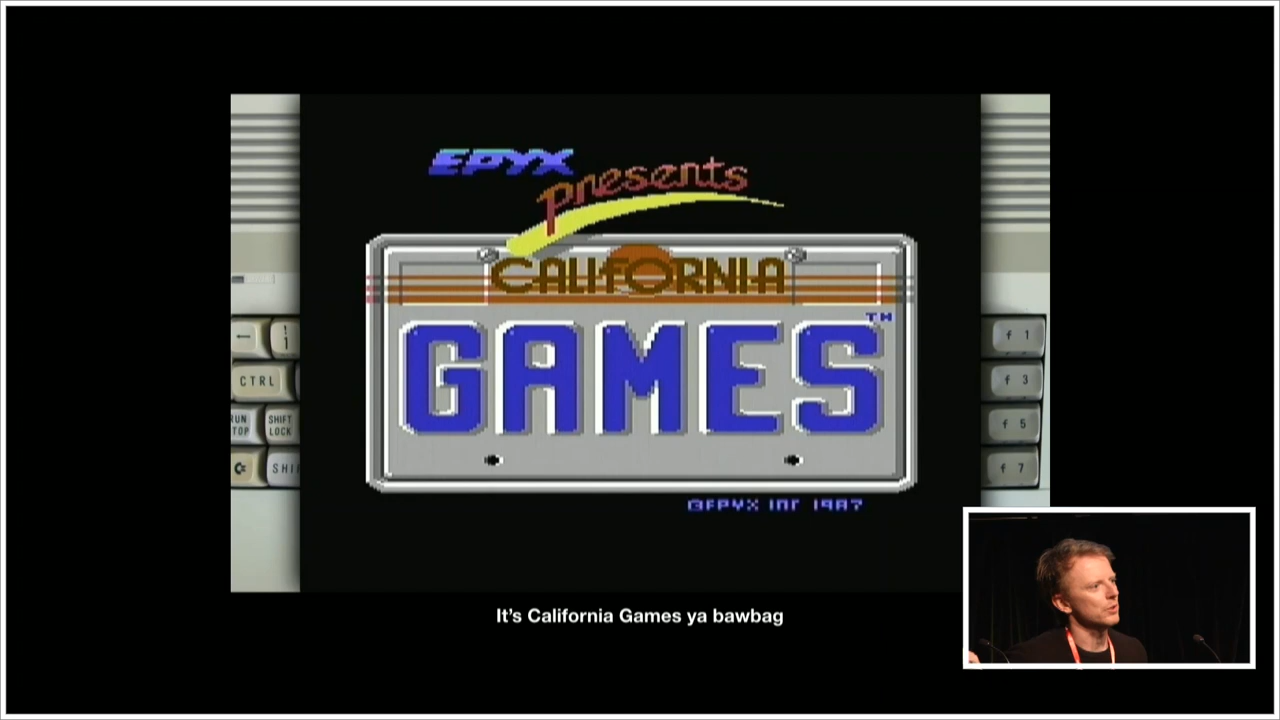 EPYX
presents
CALIFORNIA
GAMES
TM
©EPYX INC 1987
←
!
1
CTRL
RUN
SHIFT
LOCK
f 1
f 3
f 5
f 7
It's California Games ya bawbag